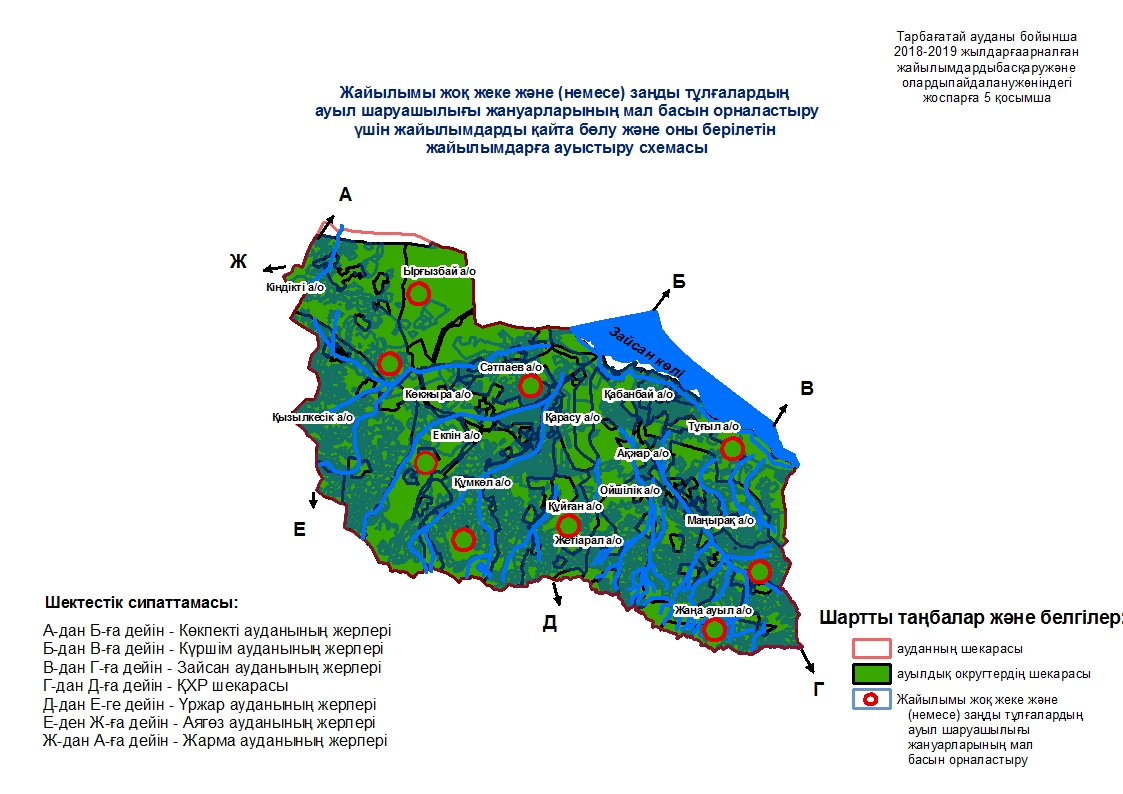 Тарбағатай ауданы бойынша
2018-2019 жылдарғаарналған
жайылымдардыбасқаружәне
олардыпайдаланужөніндегі
жоспарға 5 қосымша
Жайылымы жоқ жеке және (немесе) заңды тұлғалардың
ауыл шаруашылығы жануарларының мал басын орналастыру
үшін жайылымдарды қайта бөлу және оны берілетін
жайылымдарға ауыстыру схемасы
А
Ж
Б
В
Е
Д
Г
Ырғызбай а/о
Кіндікті а/о
Зайсан көлі
Сәтпаев а/о
Көкжыра а/о
Қабанбай а/о
Қызылкесік а/о
Қарасу а/о
Тұғыл а/о
Екпін а/о
Ақжар а/о
Құмкөл а/о
Ойшілік а/о
Құйған а/о
Маңырақ а/о
Жетіарал а/о
Жаңа ауыл а/о
Шектестік сипаттамасы:
А-дан Б-ға дейін - Көкпекті ауданының жерлері
Б-дан В-ға дейін - Күршім ауданының жерлері
В-дан Г-ға дейін - Зайсан ауданының жерлері
Г-дан Д-ға дейін - ҚХР шекарасы
Д-дан Е-ге дейін - Үржар ауданының жерлері
Е-ден Ж-ға дейін - Аягөз ауданының жерлері
Ж-дан А-ға дейін - Жарма ауданының жерлері
Шартты таңбалар және белгілер:
ауданның шекарасы
ауылдық округтердің шекарасы
Жайылымы жоқ жеке және
(немесе) заңды тұлғалардың
ауыл шаруашылығы
жануарларының мал
басын орналастыру